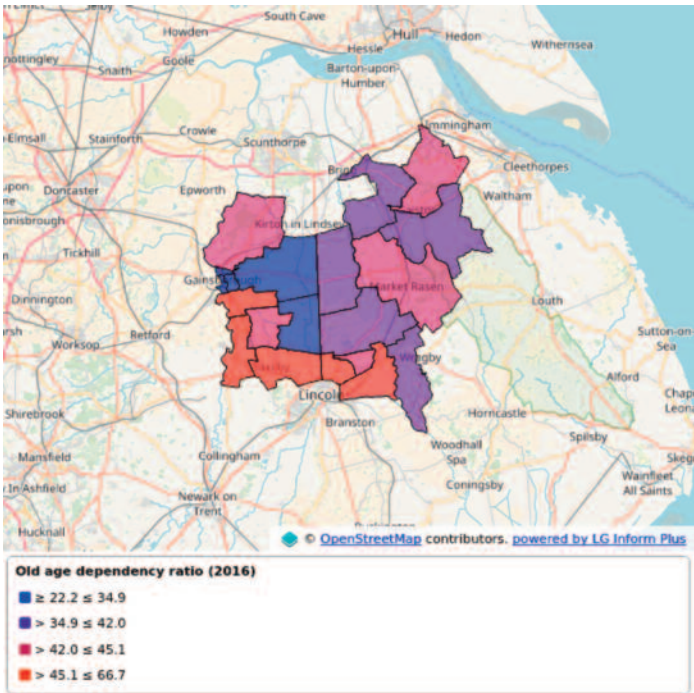 South Cave
Howden
Hull
Hedon
Withernsea
Hessle
Goole
Snaith
Barton-upon-
Humber
Elmsall
Stainforth
Crowle
Scunthorpe
Immingham
Cleethorpes
Doncaster
Epworth
Waltham
Kirton in Lindsey
Tickhill
Gainsborough
Market Rasen
Dinnington
Louth
Retford
Worksop
Sutton-on-
Sea
Wragby
Alford
Lincoln
Shirebrook
Branston
Horncastle
Spilsby
Mansfield
Collingham
Woodhall
Spa
Wainfleet
All Saints
y In Ashfield
Newark on
Trent
Coningsby
Hucknall
© OpenStreetMap contributors. powered by LG Inform Plus
Old age dependency ratio (2016)
≥ 22.2 ≤ 34.9
> 34.9 ≤ 42.0
> 42.0 ≤ 45.1
> 45.1 ≤ 66.7